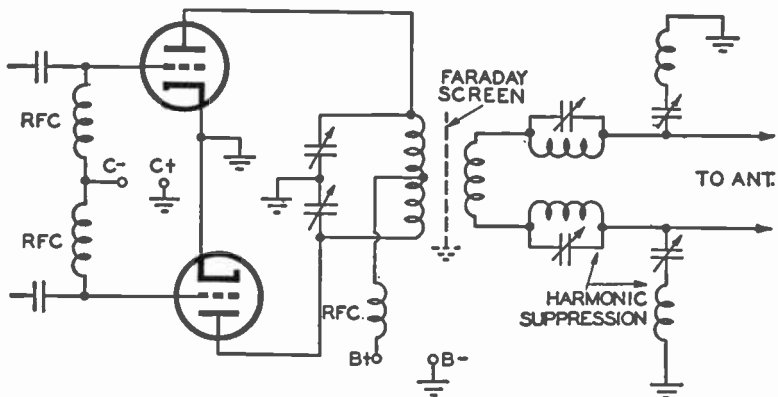 FARADAY
SCREEN
RFC
C-
C+
TO ANT.
RFC
RFC.
HARMONIC
SUPPRESSION
B+
B-